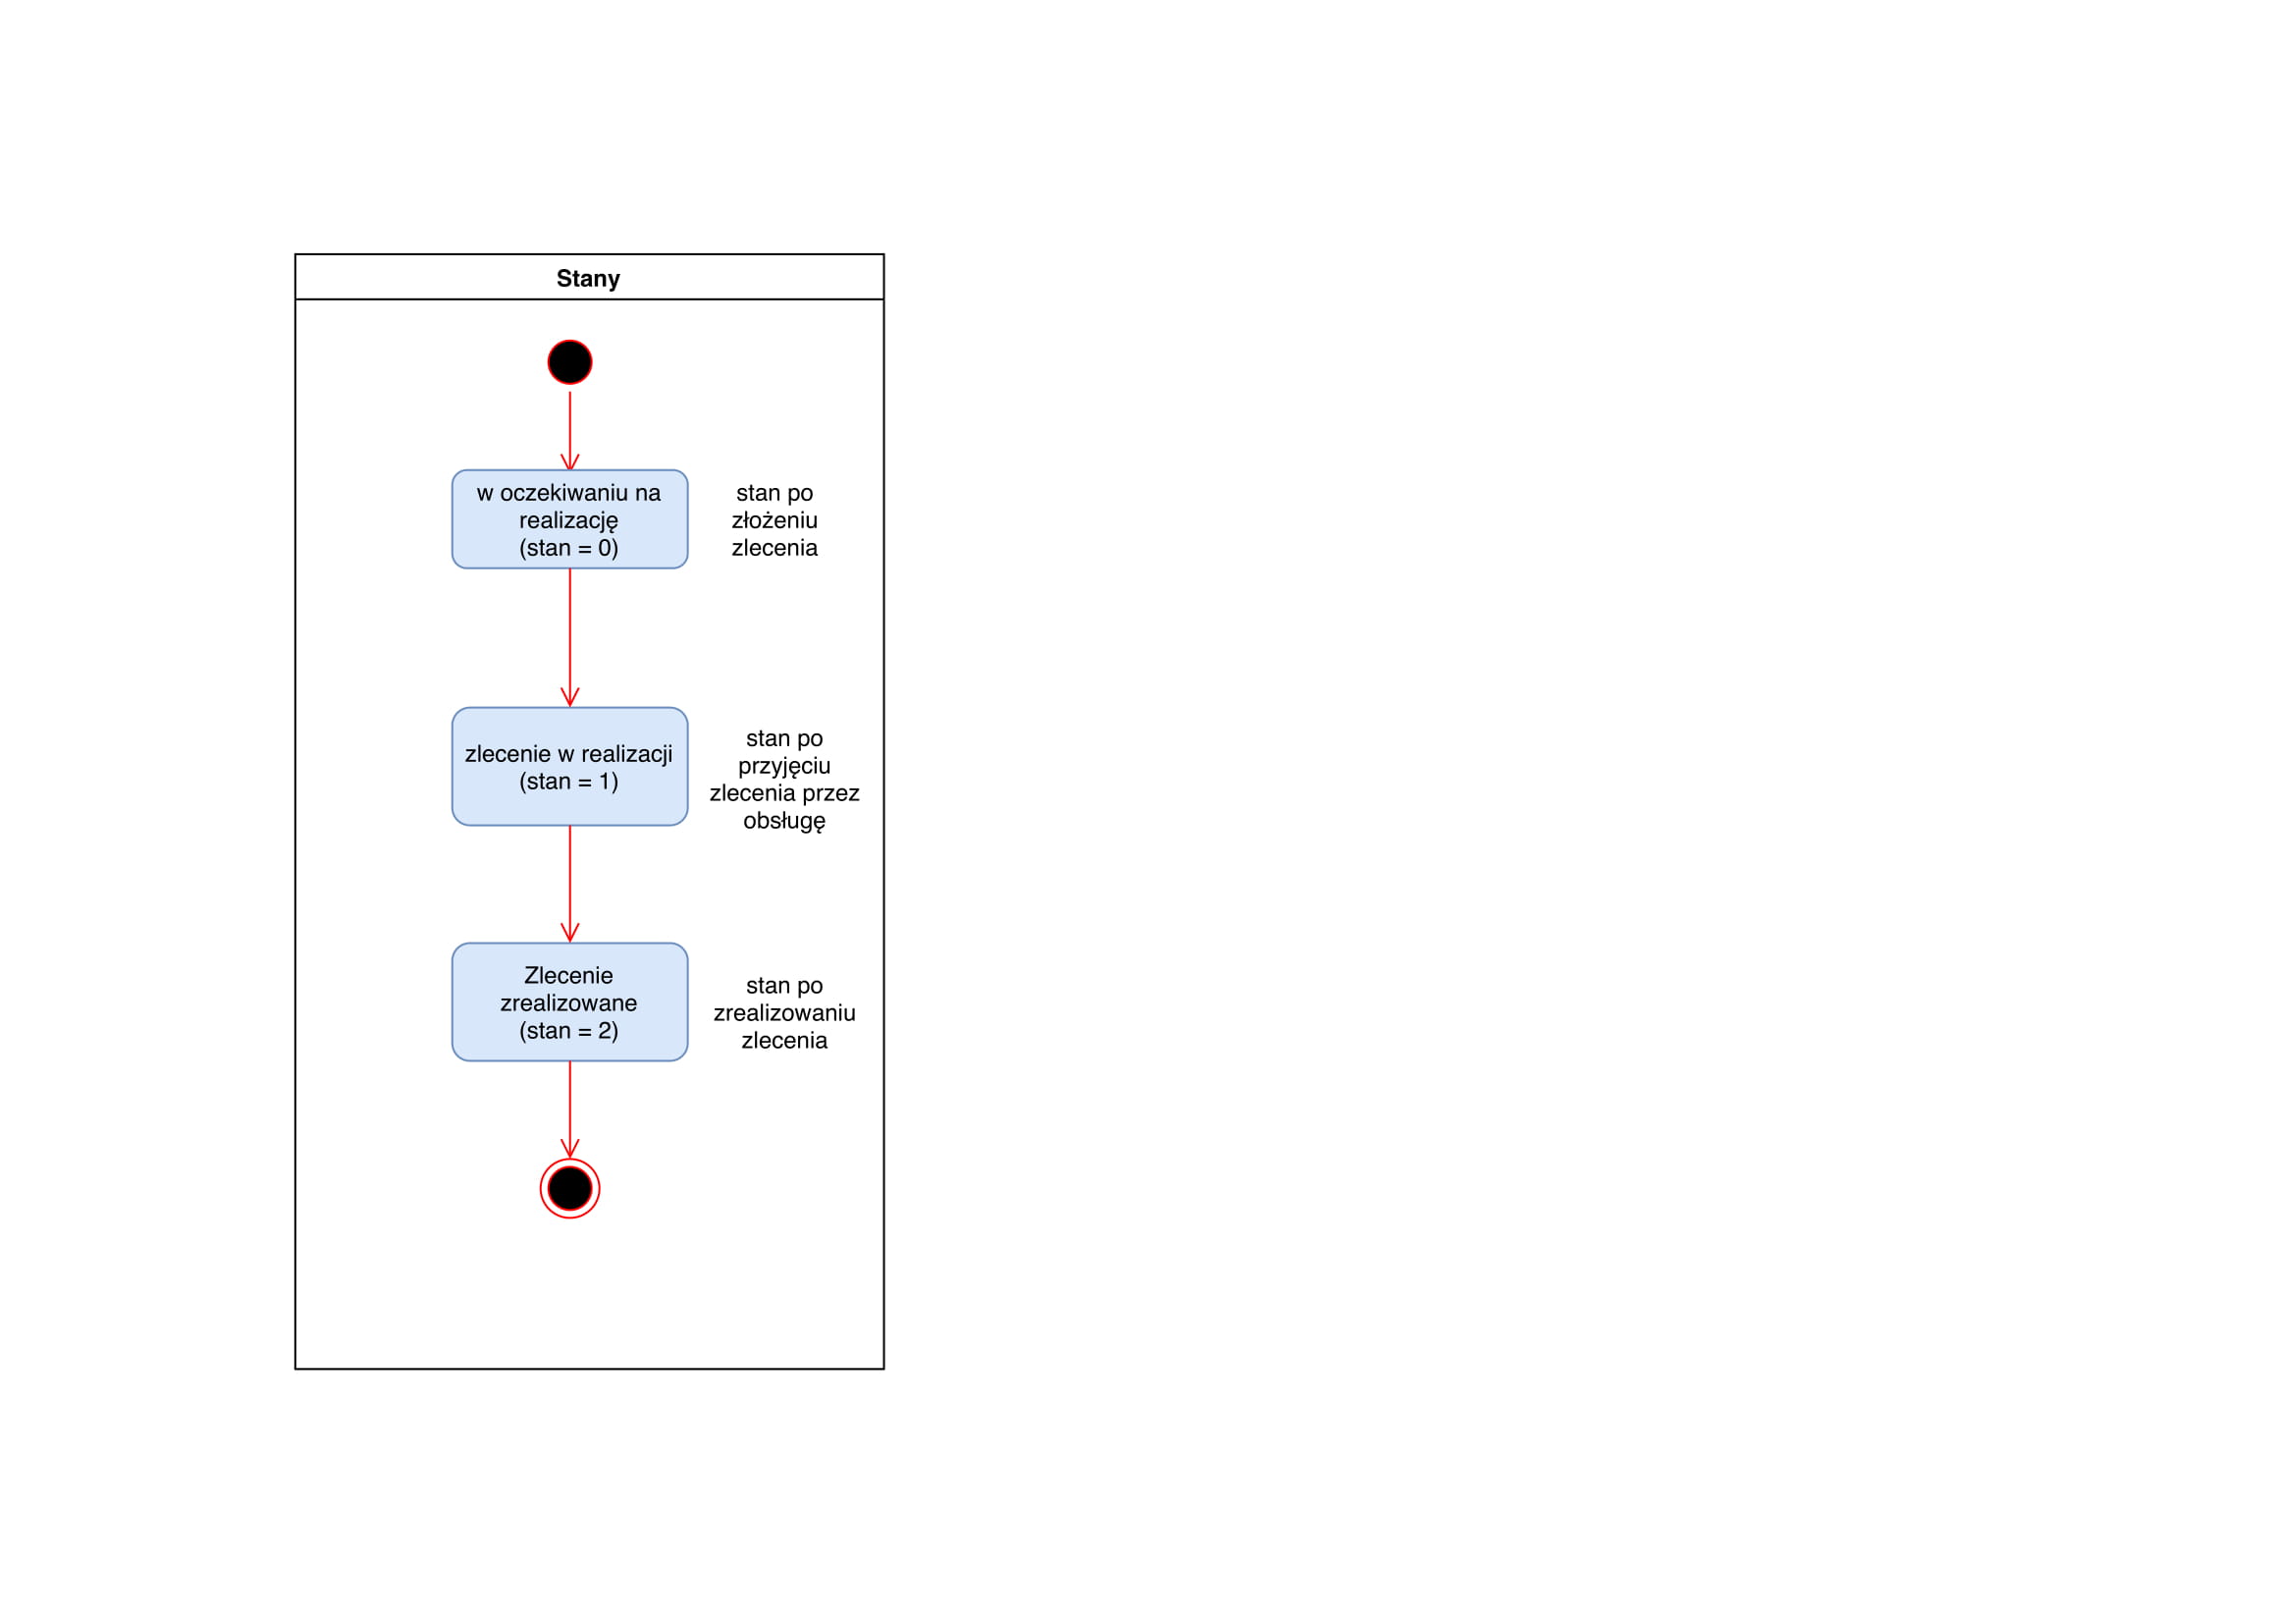 Stany
w oczekiwaniu na
realizację
(stan = 0)
stan po
złożeniu
zlecenia
zlecenie w realizacji
(stan = 1)
stan po
przyjęciu
zlecenia przez
obsługę
Zlecenie
zrealizowane
(stan = 2)
stan po
zrealizowaniu
zlecenia